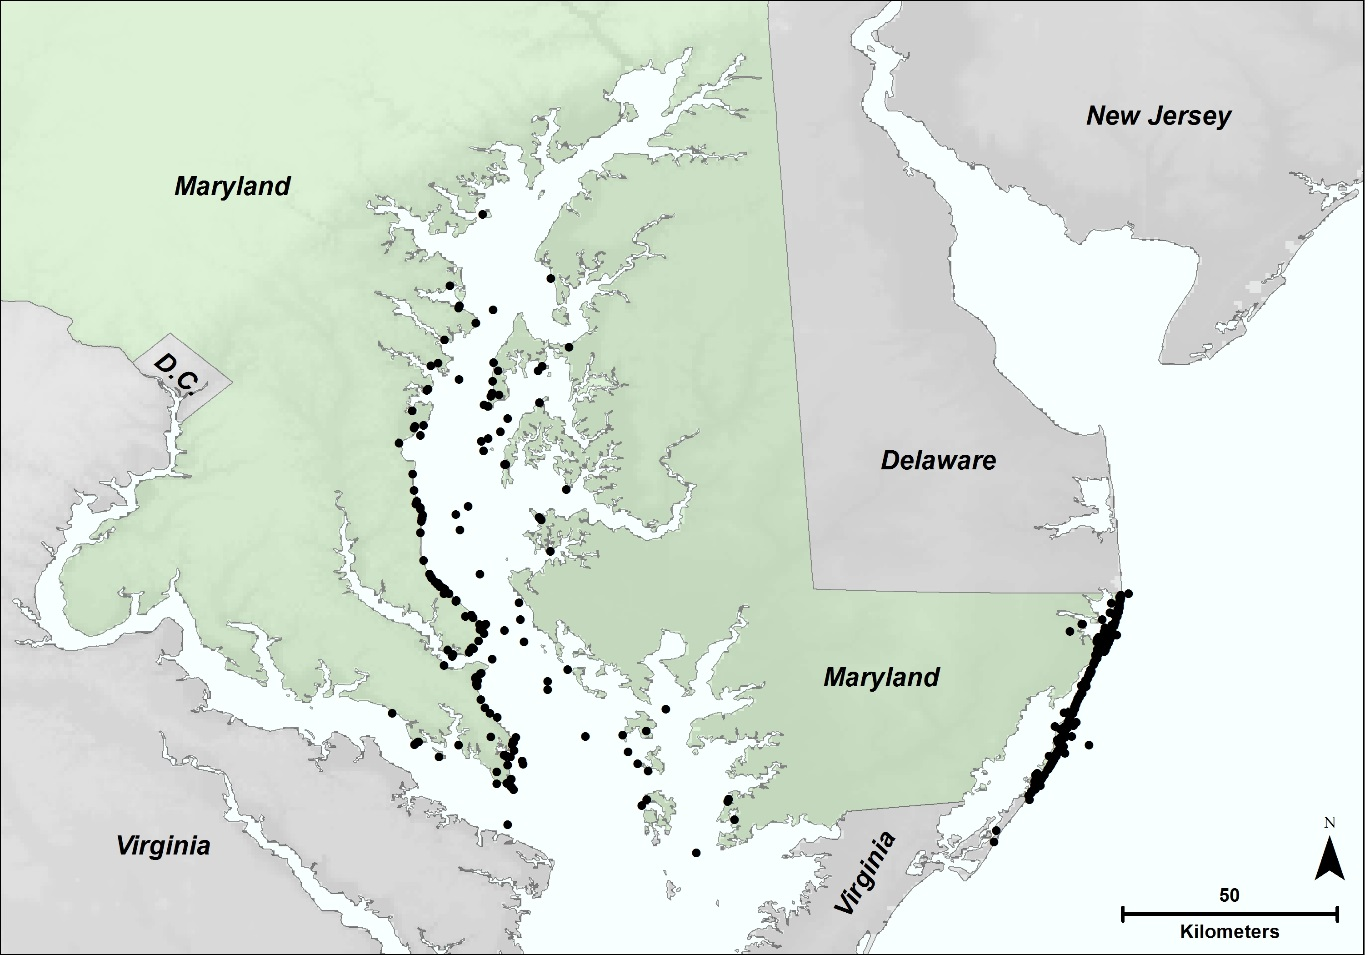 New Jersey
Maryland
D.C.
Delaware
Maryland
Virginia
Virginia
N
50
Kilometers